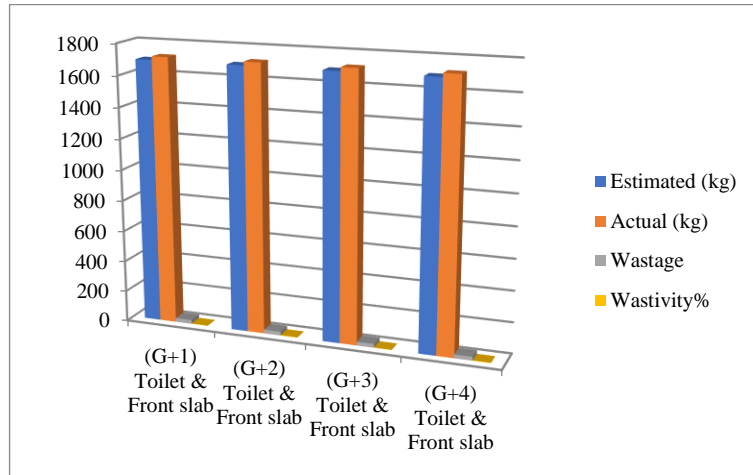 1800
1600
1400
1200
1000
800
600
400
200
0
(G+1)
Toilet &
Front slab
(G+2)
Toilet &
Front slab
(G+3)
Toilet &
Front slab
(G+4)
Toilet &
Front slab
Estimated (kg)
Actual (kg)
Wastage
Wastivity%